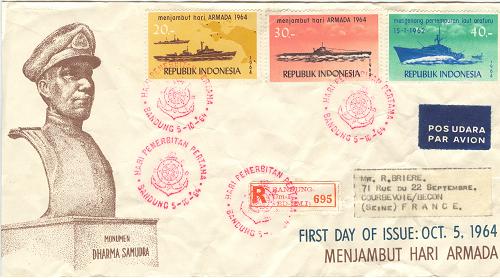 menjambut hari ARMADA 1964
20.-
REPUBLIK INDONESIA
1964
menjambut hari ARMADA 1964
30.-
REPUBLIK INDONESIA
1964
mengenang pertempuran laut araturu
15-1-1962
40.-
REPUBLIK INDONESIA
1964
HARI PENERBITAN PERTAMA
BANDUNG 5-10-'64
HARI PENERBITAN PERTAMA
BANDUNG 5-10-'64
HARI PENERBITAN PERTAMA
BANDUNG 5-10-'64
HARI PENERBITAN
BANDUNG 5-10-'64
POS UDARA
PAR AVION
R
BANDUNG
695
MR. R.BRIERE.
71 RUE DU 22 SEPTEMBRE.
COURBEVOIE/BECON
(SEINE) FRANCE.
MONUMEN
DHARMA SAMUDRA
FIRST DAY OF ISSUE: OCT. 5, 1964
MENJAMBUT HARI ARMADA